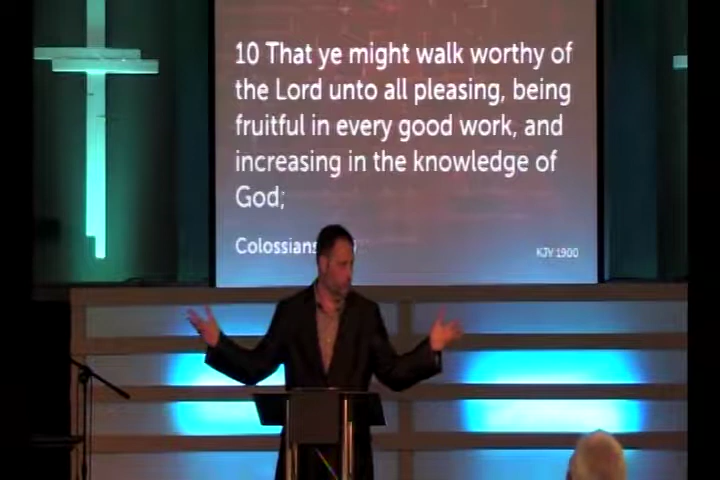 10 That ye might walk worthy of
the Lord unto all pleasing, being
fruitful in every good work, and
increasing in the knowledge of
God;
Colossians
KJV 1900